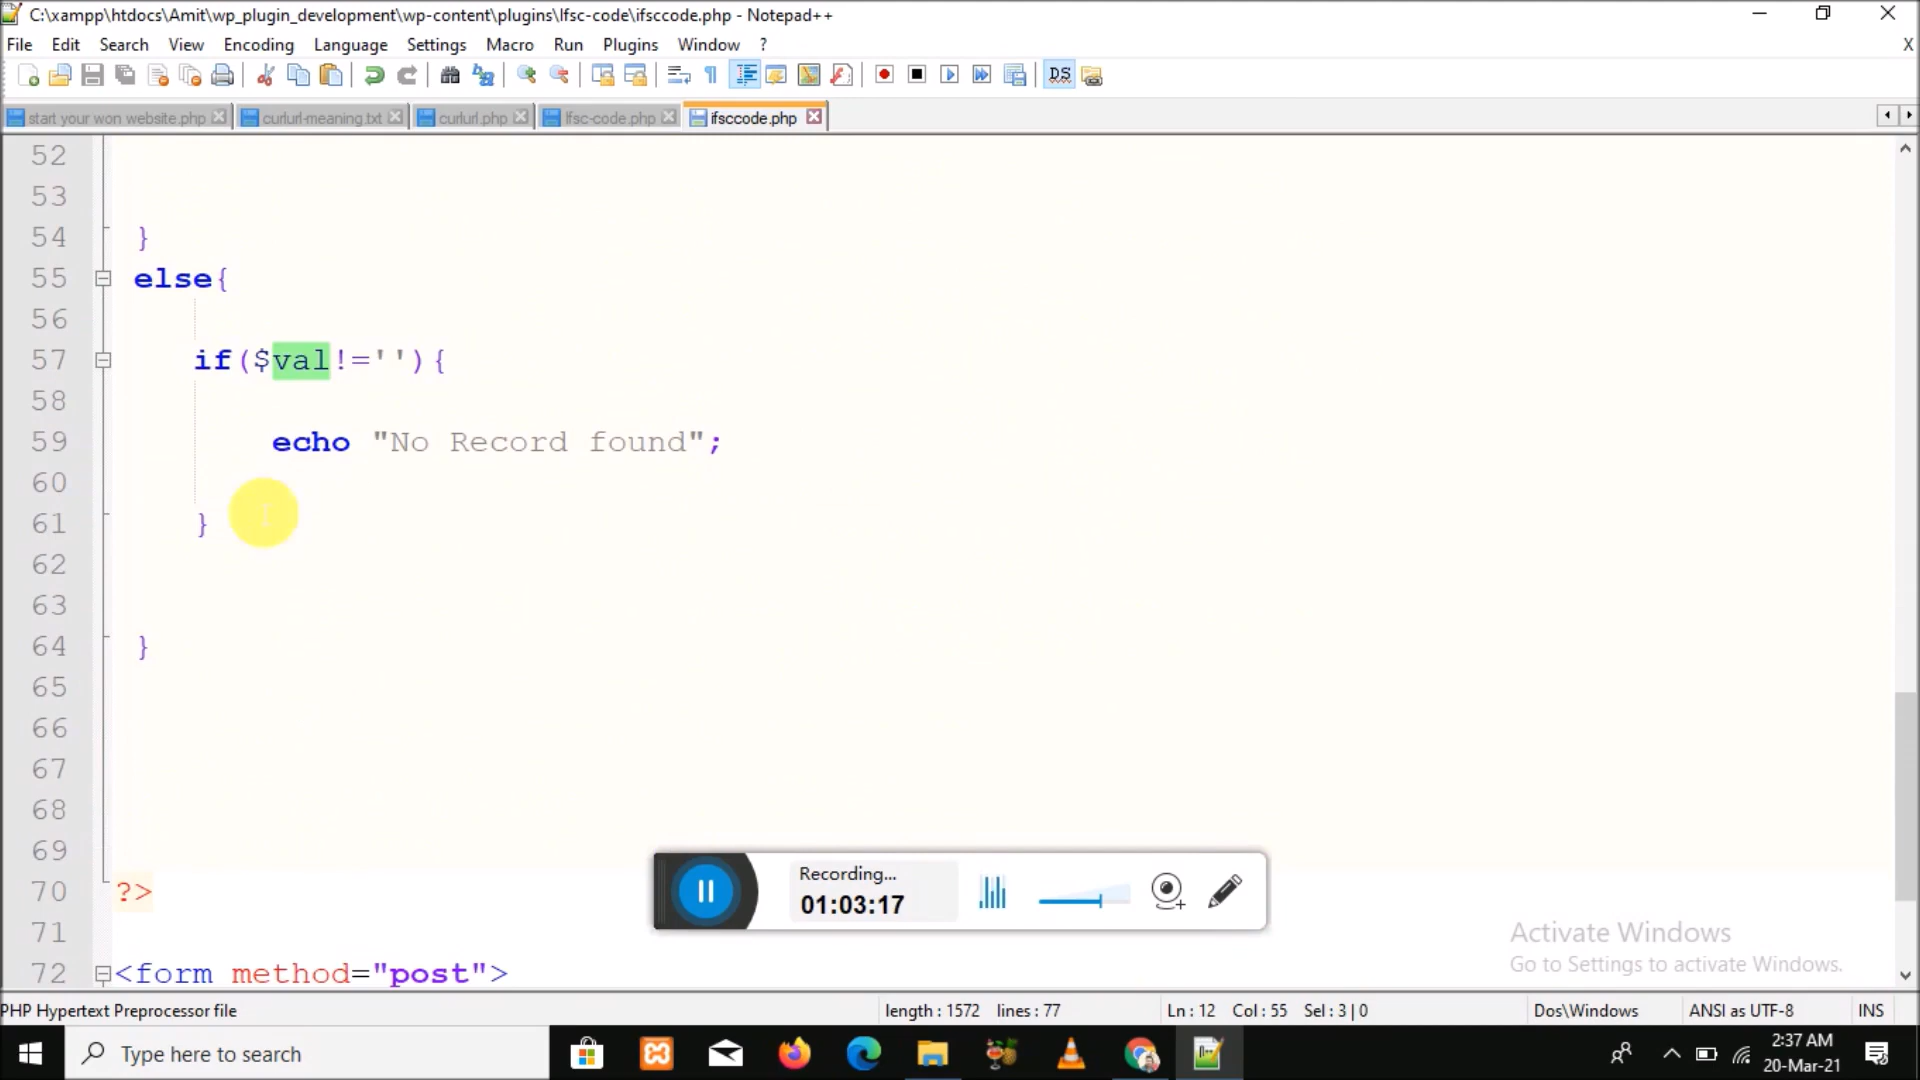 C:\xampp\htdocs\Amit\wp_plugin_development\wp-content\plugins\Ifsc-code\ifsccode.php - Notepad++
File Edit Search View Encoding Language Settings Macro Run Plugins Window ?
X
DS
start your won website.php curlurl-meaning.txt curlurl.php Ifsc-code.php ifsccode.php
52
53
54 }
55 else{
56
57 if($val!=''){
58
59 echo "No Record found";
60
61 }
62
63
64 }
65
66
67
68
69
70 ?>
71
72 <form method="post">
Recording...
01:03:17
Activate Windows
Go to Settings to activate Windows.
PHP Hypertext Preprocessor file length : 1572 lines : 77 Ln : 12 Col : 55 Sel : 3 | 0 Dos\Windows ANSI as UTF-8 INS
Type here to search
2:37 AM
20-Mar-21